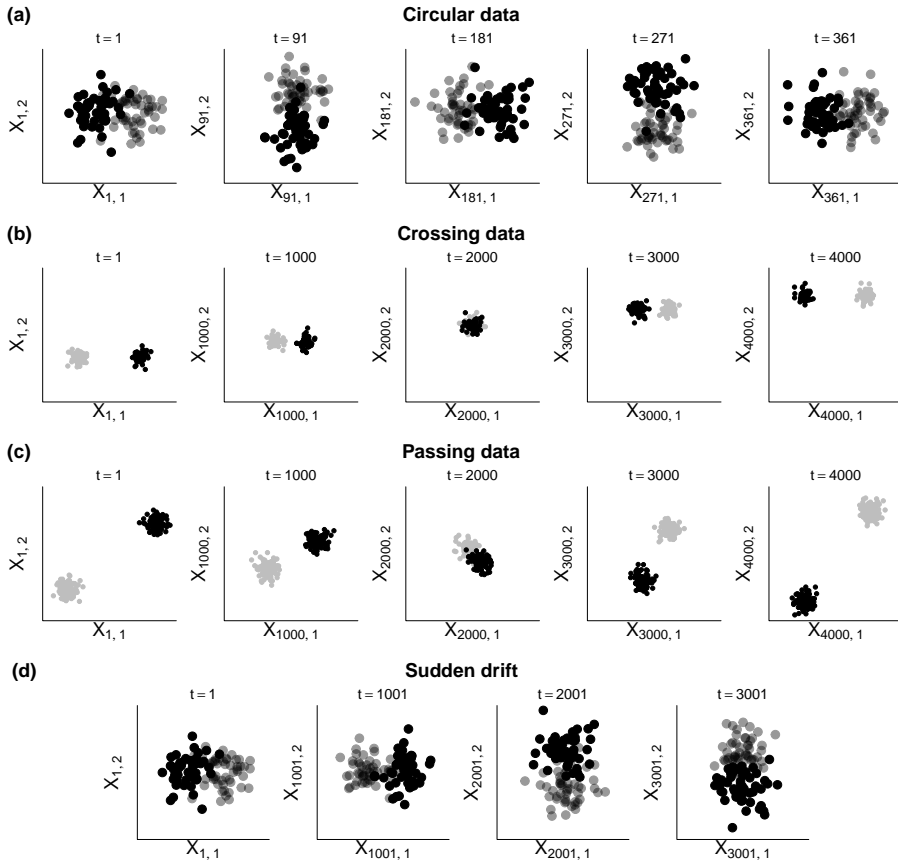 (a) Circular data
t = 1 t = 91 t = 181 t = 271 t = 361
X1, 2 X91, 2 X181, 2 X271, 2 X361, 2
X1, 1 X91, 1 X181, 1 X271, 1 X361, 1
(b) Crossing data
t = 1 t = 1000 t = 2000 t = 3000 t = 4000
X1, 2 X1000, 2 X2000, 2 X3000, 2 X4000, 2
X1, 1 X1000, 1 X2000, 1 X3000, 1 X4000, 1
(c) Passing data
t = 1 t = 1000 t = 2000 t = 3000 t = 4000
X1, 2 X1000, 2 X2000, 2 X3000, 2 X4000, 2
X1, 1 X1000, 1 X2000, 1 X3000, 1 X4000, 1
(d) Sudden drift
t = 1 t = 1001 t = 2001 t = 3001
X1, 2 X1001, 2 X2001, 2 X3001, 2
X1, 1 X1001, 1 X2001, 1 X3001, 1